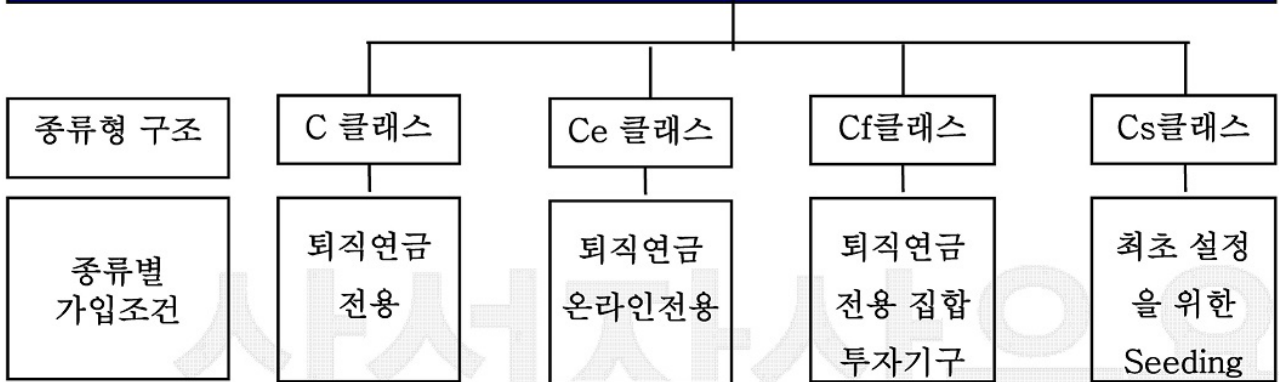 종류형 구조
C 클래스
Ce 클래스
Cf클래스
Cs클래스
종류별
가입조건
퇴직연금
전용
퇴직연금
온라인전용
퇴직연금
전용 집합
투자기구
최초 설정
을 위한
Seeding